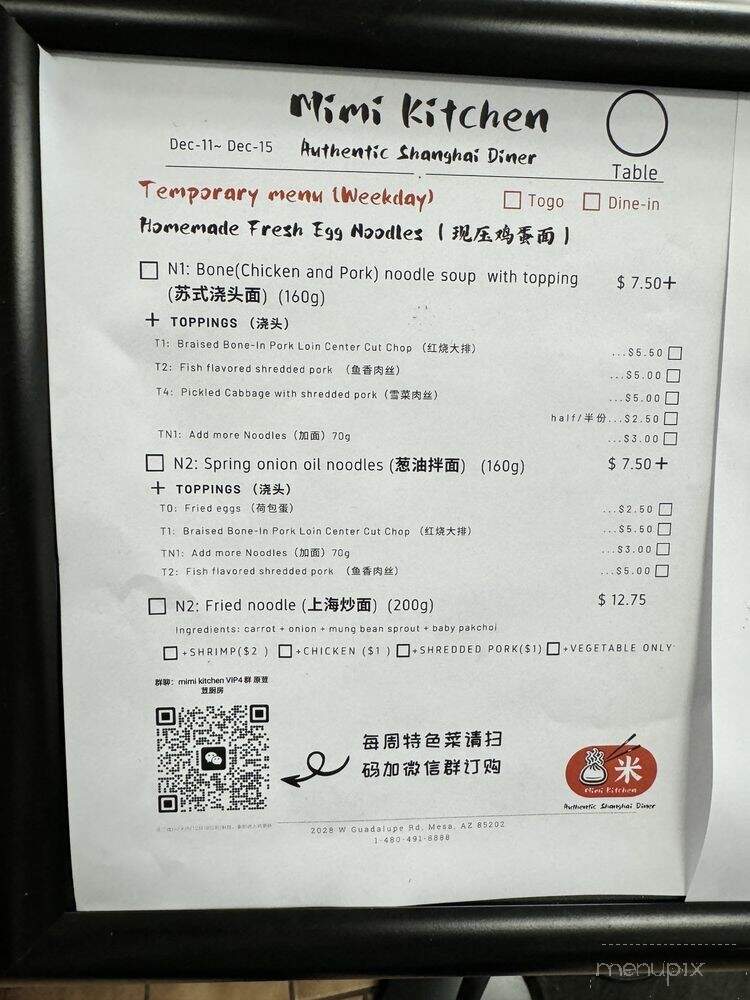 Mimi Kitchen
Dec-11~ Dec-15 Authentic Shanghai Diner
Table
Temporary menu (Weekday) Togo Dine-in
Homemade Fresh Egg Noodles (现压鸡蛋面)
N1: Bone(Chicken and Pork) noodle soup with topping $ 7.50+
(苏式浇头面) (160g)
+ TOPPINGS (浇头)
T1: Braised Bone-In Pork Loin Center Cut Chop (红烧大排) ...$5.50
T2: Fish flavored shredded pork (鱼香肉丝) ...$5.00
T4: Pickled Cabbage with shredded pork (雪菜肉丝) ...$5.00
half/半份...$2.50
TN1: Add more Noodles (加面) 70g ...$3.00
N2: Spring onion oil noodles (葱油拌面) (160g) $ 7.50+
+ TOPPINGS (浇头)
T0: Fried eggs (荷包蛋) ...$2.50
T1: Braised Bone-In Pork Loin Center Cut Chop (红烧大排) ...$5.50
TN1: Add more Noodles (加面) 70g ...$3.00
T2: Fish flavored shredded pork (鱼香肉丝) ...$5.00
N2: Fried noodle (上海炒面) (200g) $ 12.75
Ingredients: carrot + onion + mung bean sprout + baby pakchoi
+SHRIMP($2 ) +CHICKEN ($1 ) +SHREDDED PORK($1) +VEGETABLE ONLY
群聊: mimi kitchen VIP4群 原荳
荳厨房
每周特色菜请扫
码加微信群订购
米
Mimi Kitchen
Authentic Shanghai Diner
2028 W Guadalupe Rd, Mesa, AZ 85202
1-480-491-8888
menupix